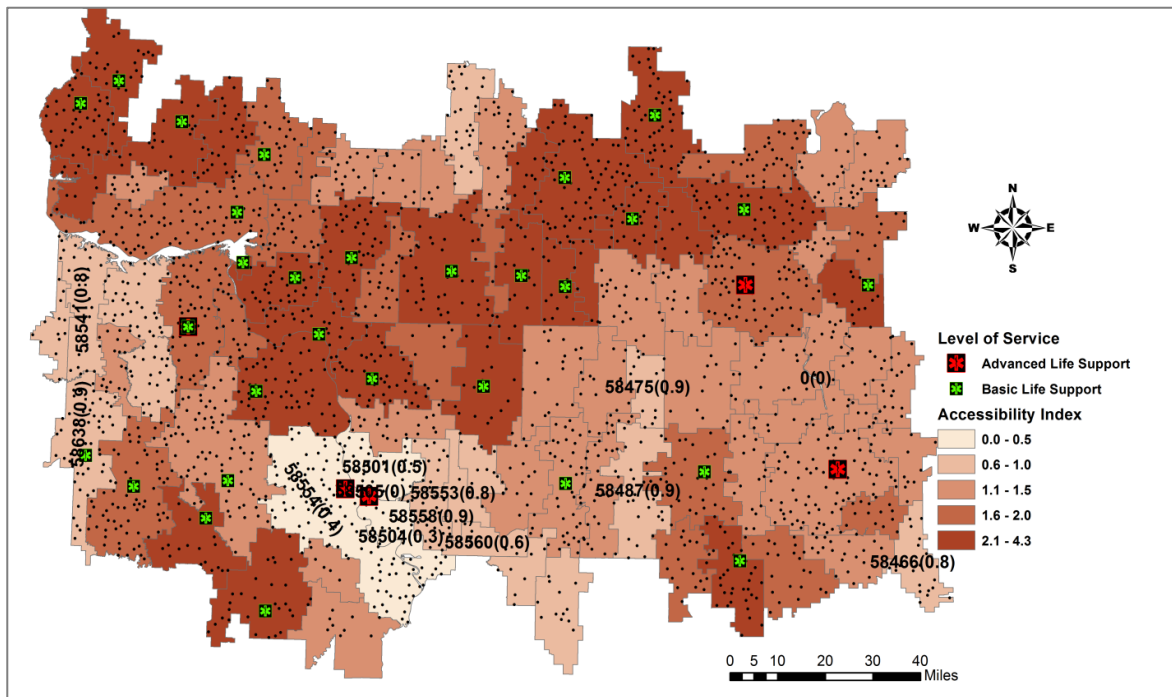 N
W E
S
58541(0.8)
58638(0.9)
58475(0.9)
0(0)
58501(0.5)
58554(0.4)
58553(0.8)
58487(0.9)
58558(0.9)
58504(0.3)
58560(0.6)
58466(0.8)
Level of Service
Advanced Life Support
Basic Life Support
Accessibility Index
0.0 - 0.5
0.6 - 1.0
1.1 - 1.5
1.6 - 2.0
2.1 - 4.3
0 5 10 20 30 40
Miles